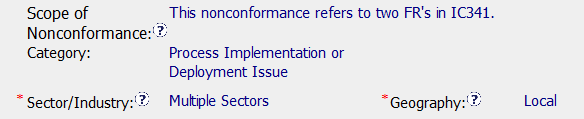 Scope of This nonconformance refers to two FR's in IC341.
Nonconformance:?
Category: Process Implementation or
Deployment Issue
* Sector/Industry:? Multiple Sectors * Geography:? Local